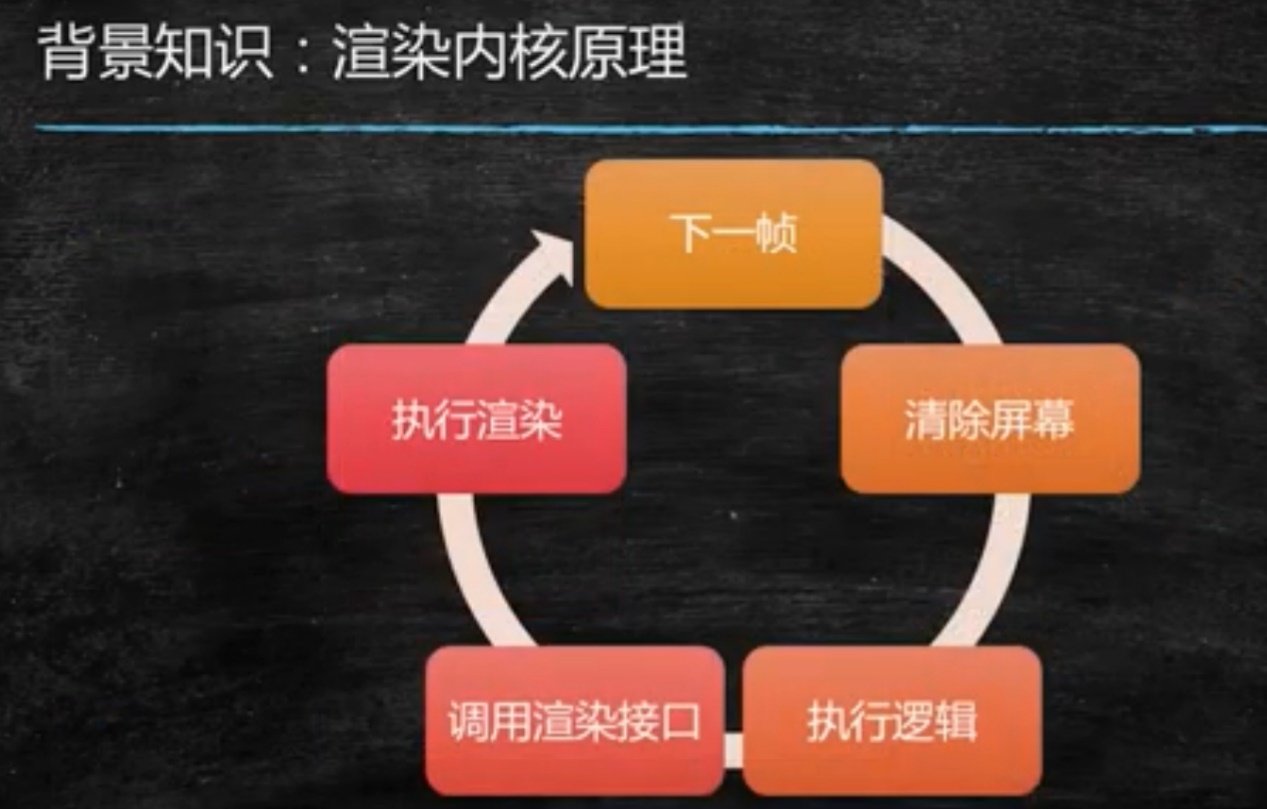 背景知识：渲染内核原理
下一帧
清除屏幕
执行逻辑
调用渲染接口
执行渲染